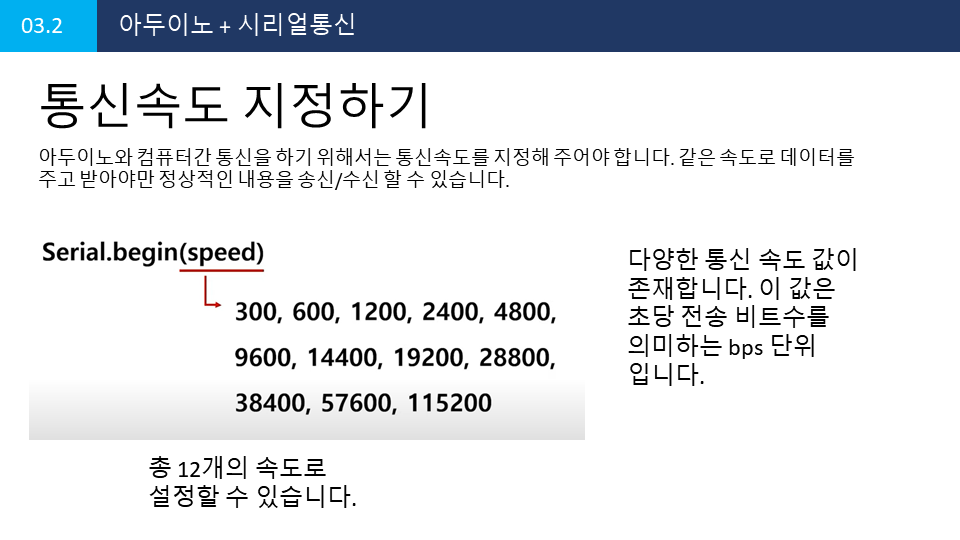 03.2
아두이노 + 시리얼통신
통신속도 지정하기
아두이노와 컴퓨터간 통신을 하기 위해서는 통신속도를 지정해 주어야 합니다. 같은 속도로 데이터를
주고 받아야만 정상적인 내용을 송신/수신 할 수 있습니다.
Serial.begin(speed)
300, 600, 1200, 2400, 4800,
9600, 14400, 19200, 28800,
38400, 57600, 115200
다양한 통신 속도 값이
존재합니다. 이 값은
초당 전송 비트수를
의미하는 bps 단위
입니다.
총 12개의 속도로
설정할 수 있습니다.